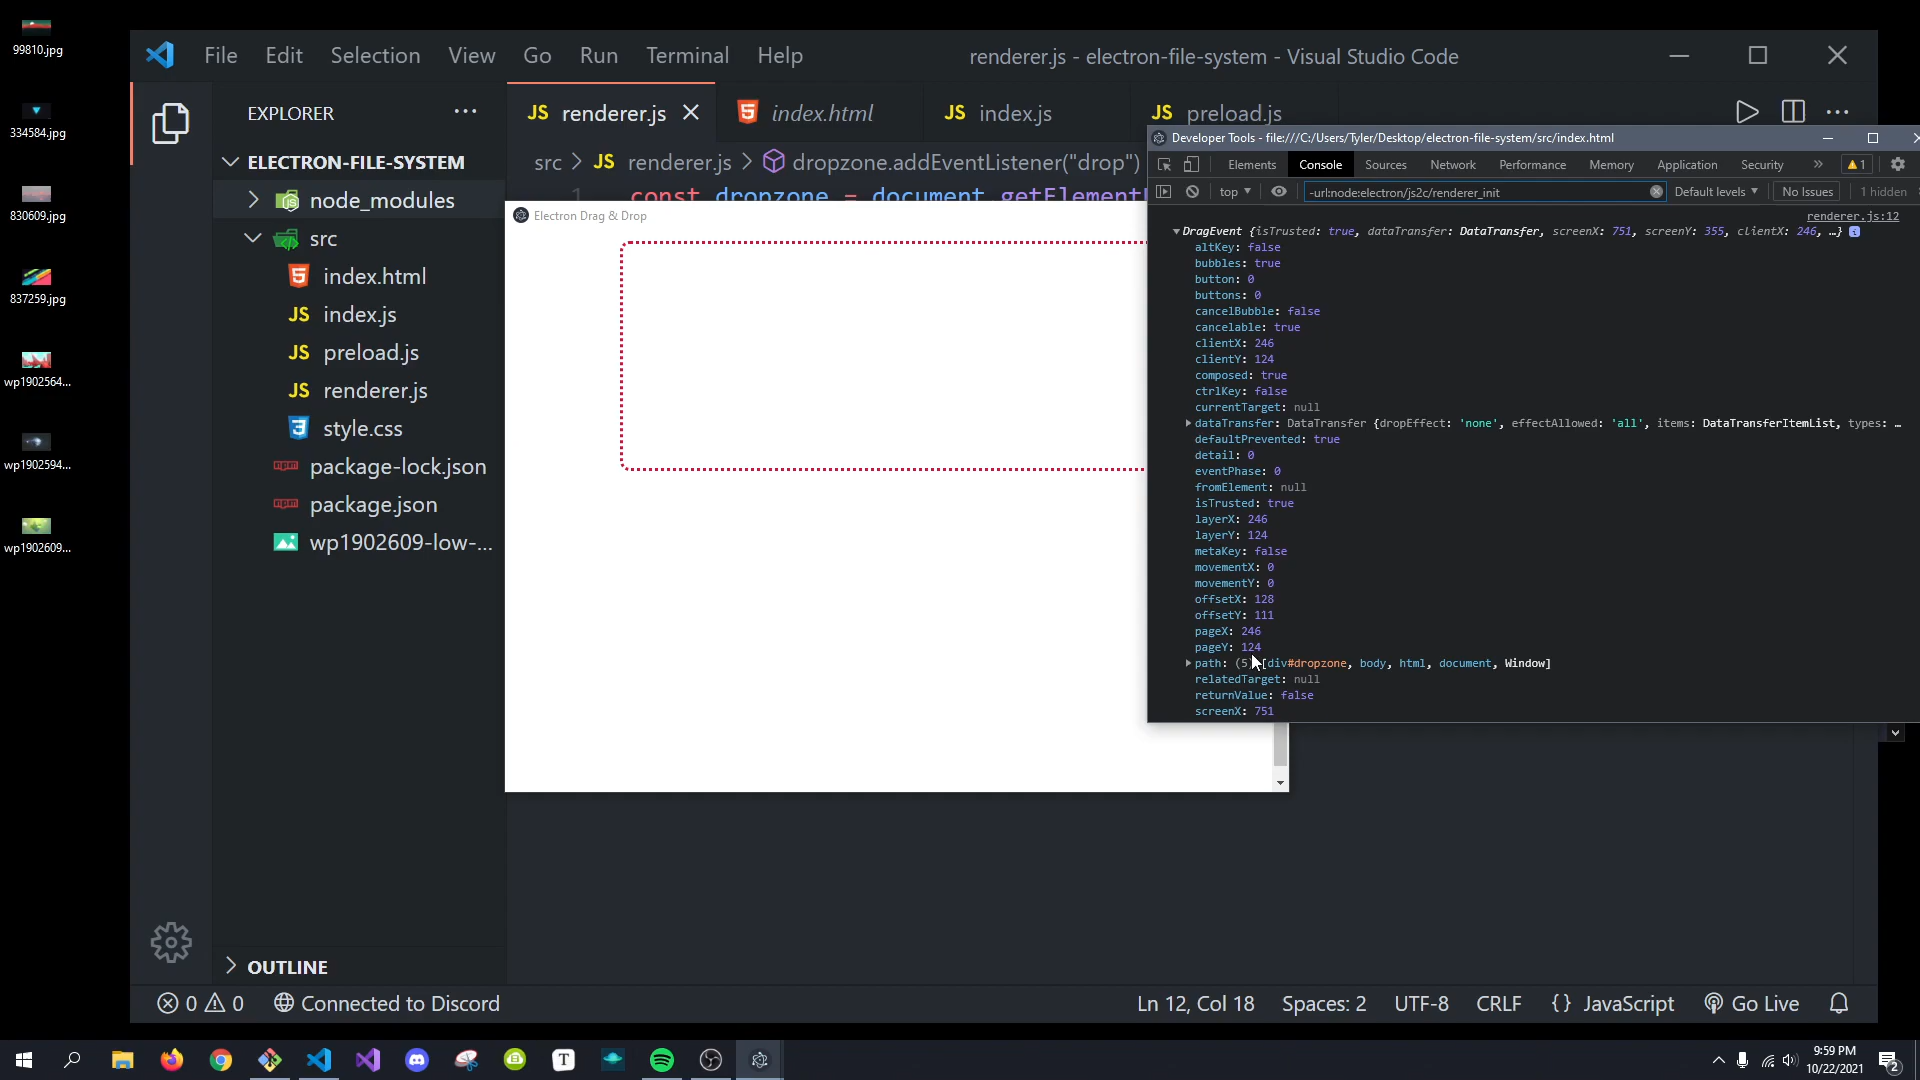 99810.jpg
334584.jpg
830609.jpg
837259.jpg
wp1902564...
wp1902594...
wp1902609...
File Edit Selection View Go Run Terminal Help
renderer.js - electron-file-system - Visual Studio Code
EXPLORER
ELECTRON-FILE-SYSTEM
node_modules
src
index.html
index.js
preload.js
renderer.js
style.css
package-lock.json
package.json
wp1902609-low-...
OUTLINE
JS renderer.js index.html JS index.js JS preload.js
src > JS renderer.js > dropzone.addEventListener("drop")
1 const dropzone = document.getElement
Electron Drag & Drop
Developer Tools - file:///C:/Users/Tyler/Desktop/electron-file-system/src/index.html
Elements Console Sources Network Performance Memory Application Security » 1
top -url:node:electron/js2c/renderer_init Default levels No Issues 1 hidden
renderer.js:12
DragEvent {isTrusted: true, dataTransfer: DataTransfer, screenX: 751, screenY: 355, clientX: 246, …}
altKey: false
bubbles: true
button: 0
buttons: 0
cancelBubble: false
cancelable: true
clientX: 246
clientY: 124
composed: true
ctrlKey: false
currentTarget: null
dataTransfer: DataTransfer {dropEffect: 'none', effectAllowed: 'all', items: DataTransferItemList, types: …
defaultPrevented: true
detail: 0
eventPhase: 0
fromElement: null
isTrusted: true
layerX: 246
layerY: 124
metaKey: false
movementX: 0
movementY: 0
offsetX: 128
offsetY: 111
pageX: 246
pageY: 124
path: (5) [div#dropzone, body, html, document, Window]
relatedTarget: null
returnValue: false
screenX: 751
0 0 Connected to Discord
Ln 12, Col 18 Spaces: 2 UTF-8 CRLF {} JavaScript Go Live
9:59 PM
10/22/2021
2